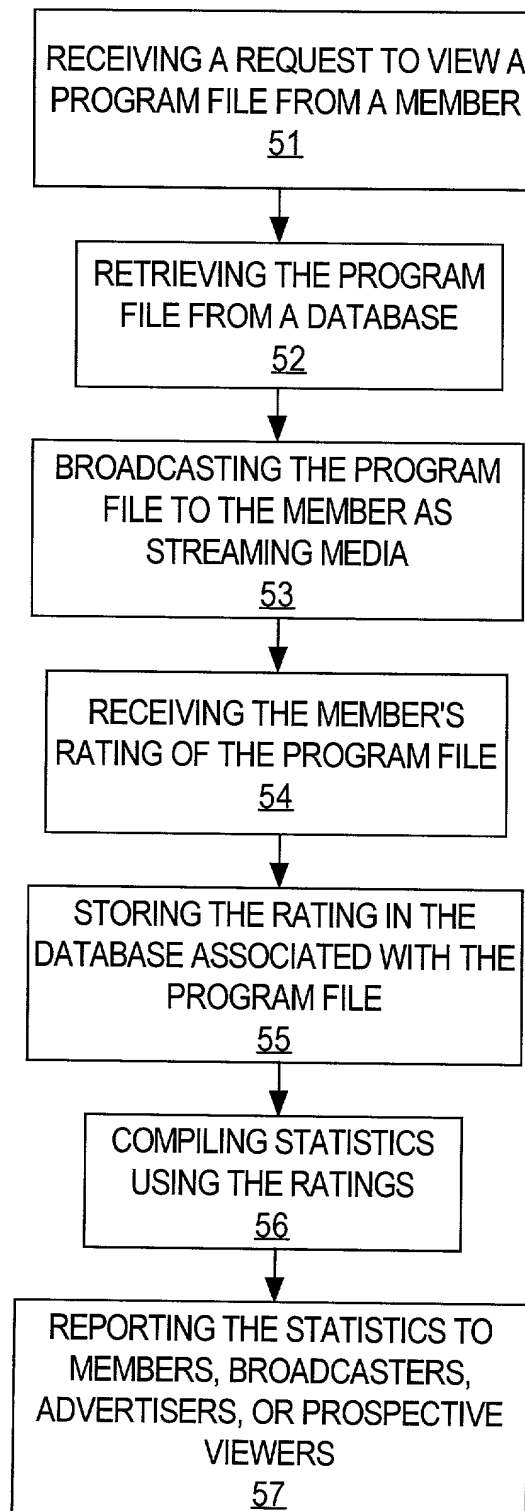 RECEIVING A REQUEST TO VIEW A
PROGRAM FILE FROM A MEMBER
51
RETRIEVING THE PROGRAM
FILE FROM A DATABASE
52
BROADCASTING THE PROGRAM
FILE TO THE MEMBER AS
STREAMING MEDIA
53
RECEIVING THE MEMBER'S
RATING OF THE PROGRAM FILE
54
STORING THE RATING IN THE
DATABASE ASSOCIATED WITH THE
PROGRAM FILE
55
COMPILING STATISTICS
USING THE RATINGS
56
REPORTING THE STATISTICS TO
MEMBERS, BROADCASTERS,
ADVERTISERS, OR PROSPECTIVE
VIEWERS
57